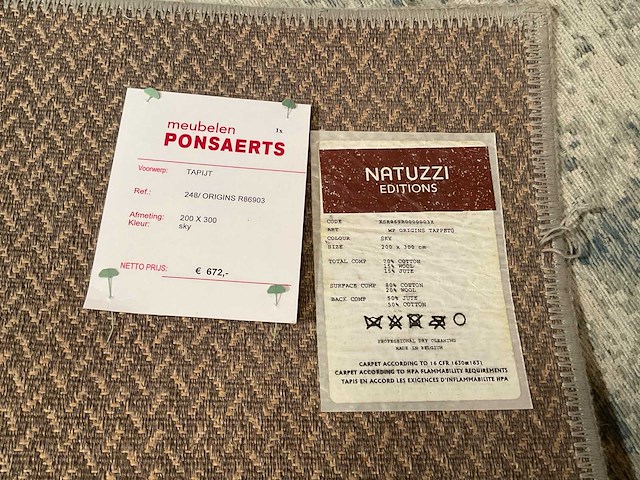 meubelen
1x
PONSAERTS
Voorwerp: TAPIJT
Ref.: 248/ ORIGINS R86903
Afmeting: 200 X 300
Kleur: sky
NETTO PRIJS: € 672,-
NATUZZI
EDITIONS
CODE
ART WP ORIGINS TAPPETO
COLOUR SKY
SIZE 200 x 300 cm
TOTAL COMP 70% COTTON
15% WOOL
15% JUTE
SURFACE COMP 80% COTTON
20% WOOL
BACK COMP 50% JUTE
50% COTTON
PROFESSIONAL DRY CLEANING
MADE IN BELGIUM
CARPET ACCORDING TO 16 CFR 1630 1631
CARPET ACCORDING TO HPA FLAMMABILITY REQUIREMENTS
TAPIS EN ACCORD LES EXIGENCES D'INFLAMMABILITE HPA